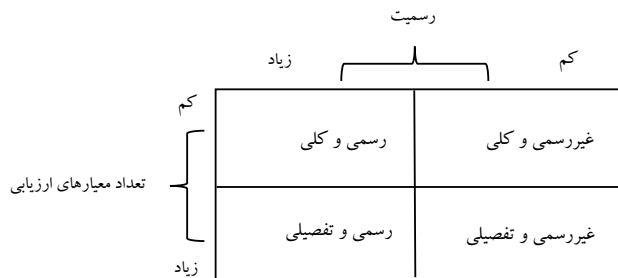 رسمیت
کم
زیاد
کم
غیررسمی و کلی
رسمی و کلی
تعداد معیارهای ارزیابی
غیررسمی و تفصیلی
رسمی و تفصیلی
زیاد